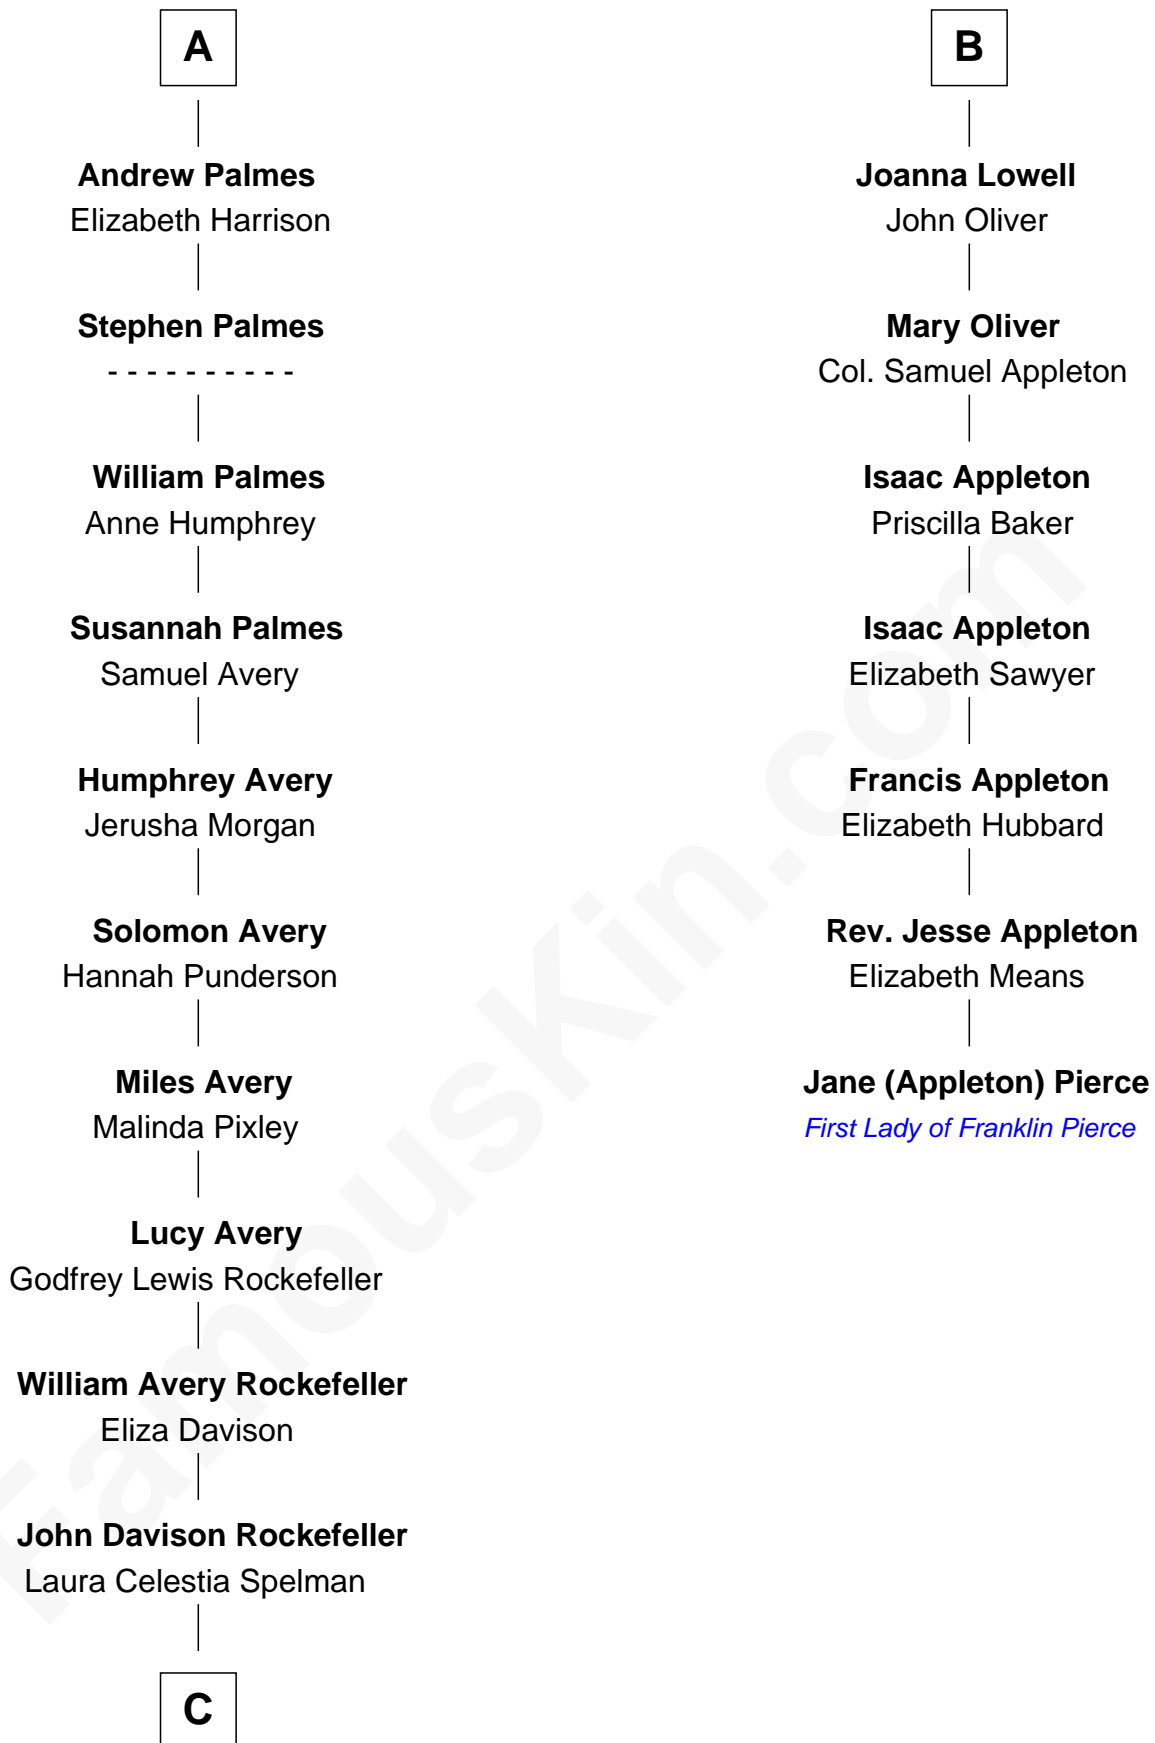 A
Andrew Palmes
Elizabeth Harrison
Stephen Palmes
- - - - - - - - - -
William Palmes
Anne Humphrey
Susannah Palmes
Samuel Avery
Humphrey Avery
Jerusha Morgan
Solomon Avery
Hannah Punderson
Miles Avery
Malinda Pixley
Lucy Avery
Godfrey Lewis Rockefeller
William Avery Rockefeller
Eliza Davison
John Davison Rockefeller
Laura Celestia Spelman
C
B
Joanna Lowell
John Oliver
Mary Oliver
Col. Samuel Appleton
Isaac Appleton
Priscilla Baker
Isaac Appleton
Elizabeth Sawyer
Francis Appleton
Elizabeth Hubbard
Rev. Jesse Appleton
Elizabeth Means
Jane (Appleton) Pierce
First Lady of Franklin Pierce
FamousKin.com